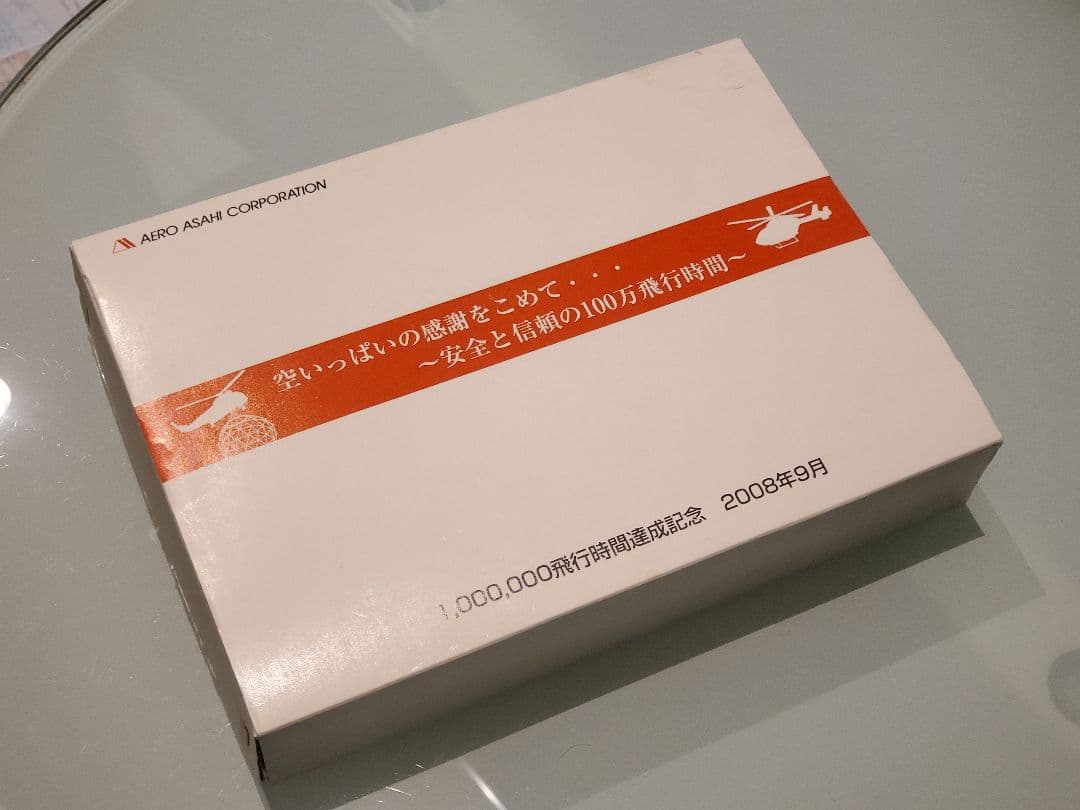 AERO ASAHI CORPORATION
空いっぱいの感謝をこめて・・・
～安全と信頼の100万飛行時間～
1,000,000飛行時間達成記念　2008年9月